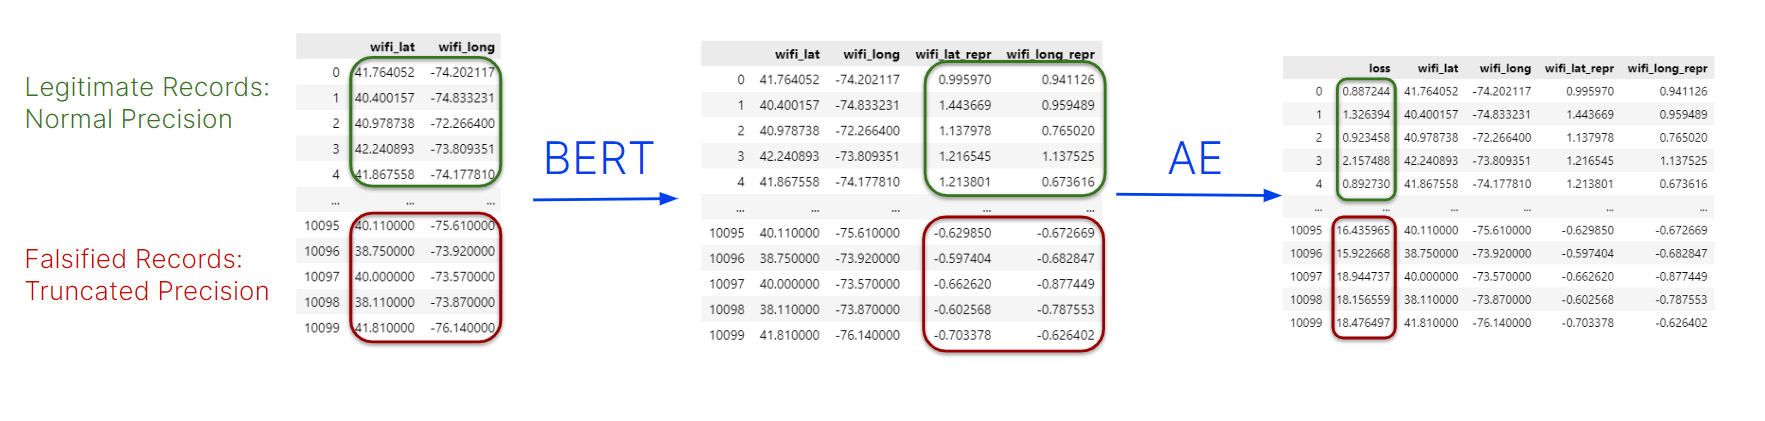 Legitimate Records:
Normal Precision
Falsified Records:
Truncated Precision
wifi_lat wifi_long
0 41.764052 -74.202117
1 40.400157 -74.833231
2 40.978738 -72.266400
3 42.240893 -73.809351
4 41.867558 -74.177810
... ... ...
10095 40.110000 -75.610000
10096 38.750000 -73.920000
10097 40.000000 -73.570000
10098 38.110000 -73.870000
10099 41.810000 -76.140000
BERT
wifi_lat wifi_long wifi_lat_repr wifi_long_repr
0 41.764052 -74.202117 0.995970 0.941126
1 40.400157 -74.833231 1.443669 0.959489
2 40.978738 -72.266400 1.137978 0.765020
3 42.240893 -73.809351 1.216545 1.137525
4 41.867558 -74.177810 1.213801 0.673616
... ... ... ... ...
10095 40.110000 -75.610000 -0.629850 -0.672669
10096 38.750000 -73.920000 -0.597404 -0.682847
10097 40.000000 -73.570000 -0.662620 -0.877449
10098 38.110000 -73.870000 -0.602568 -0.787553
10099 41.810000 -76.140000 -0.703378 -0.626402
AE
loss wifi_lat wifi_long wifi_lat_repr wifi_long_repr
0 0.887244 41.764052 -74.202117 0.995970 0.941126
1 1.326394 40.400157 -74.833231 1.443669 0.959489
2 0.923458 40.978738 -72.266400 1.137978 0.765020
3 2.157488 42.240893 -73.809351 1.216545 1.137525
4 0.892730 41.867558 -74.177810 1.213801 0.673616
... ... ... ... ... ...
10095 16.435965 40.110000 -75.610000 -0.629850 -0.672669
10096 15.922668 38.750000 -73.920000 -0.597404 -0.682847
10097 18.944737 40.000000 -73.570000 -0.662620 -0.877449
10098 18.156559 38.110000 -73.870000 -0.602568 -0.787553
10099 18.476497 41.810000 -76.140000 -0.703378 -0.626402